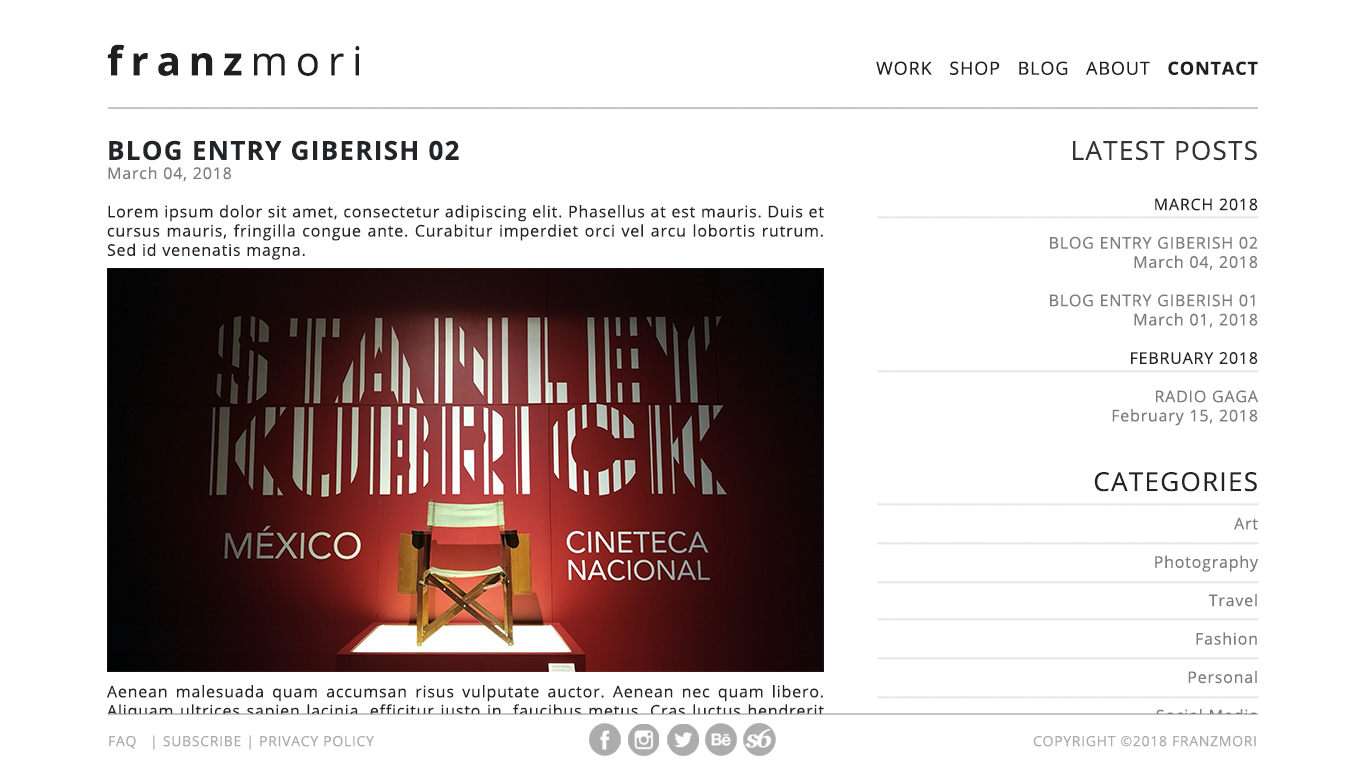 franzmori
WORK SHOP BLOG ABOUT CONTACT
BLOG ENTRY GIBERISH 02
March 04, 2018
Lorem ipsum dolor sit amet, consectetur adipiscing elit. Phasellus at est mauris. Duis et
cursus mauris, fringilla congue ante. Curabitur imperdiet orci vel arcu lobortis rutrum.
Sed id venenatis magna.
STANLEY
KUBRICK
MÉXICO
CINETECA
NACIONAL
Aenean malesuada quam accumsan risus vulputate auctor. Aenean nec quam libero.
Aliquam ultrices sapien lacinia, efficitur justo in, faucibus metus. Cras luctus hendrerit
LATEST POSTS
MARCH 2018
BLOG ENTRY GIBERISH 02
March 04, 2018
BLOG ENTRY GIBERISH 01
March 01, 2018
FEBRUARY 2018
RADIO GAGA
February 15, 2018
CATEGORIES
Art
Photography
Travel
Fashion
Personal
Social Media
FAQ | SUBSCRIBE | PRIVACY POLICY
f Bē s6
COPYRIGHT ©2018 FRANZMORI